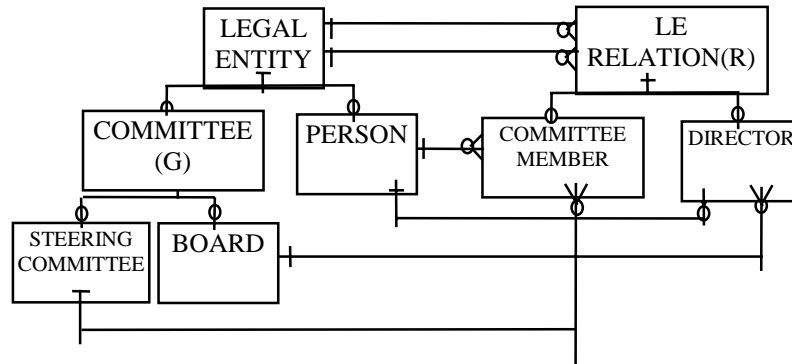 LEGAL
ENTITY
LE
RELATION(R)
COMMITTEE
(G)
PERSON
COMMITTEE
MEMBER
DIRECTOR
STEERING
COMMITTEE
BOARD